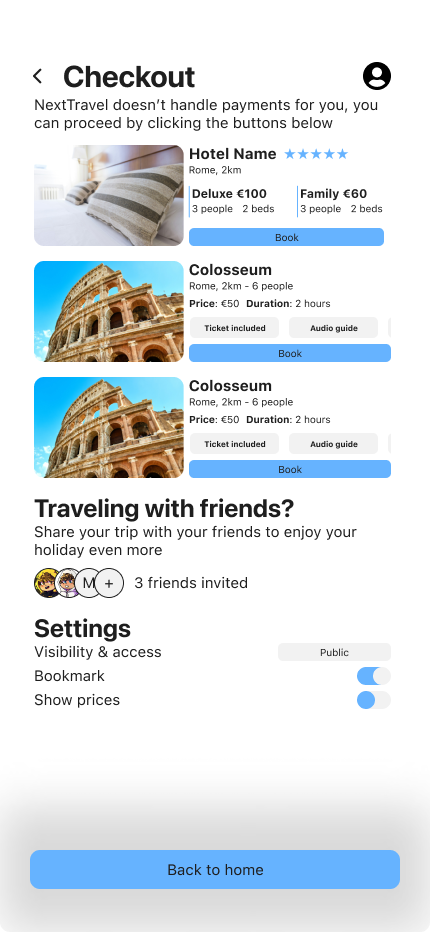 Checkout
NextTravel doesn’t handle payments for you, you
can proceed by clicking the buttons below
Hotel Name ★★★★★
Rome, 2km
Deluxe €100 Family €60
3 people 2 beds 3 people 2 beds
Book
Colosseum
Rome, 2km - 6 people
Price: €50 Duration: 2 hours
Ticket included Audio guide
Book
Colosseum
Rome, 2km - 6 people
Price: €50 Duration: 2 hours
Ticket included Audio guide
Book
Traveling with friends?
Share your trip with your friends to enjoy your
holiday even more
M + 3 friends invited
Settings
Visibility & access Public
Bookmark
Show prices
Back to home